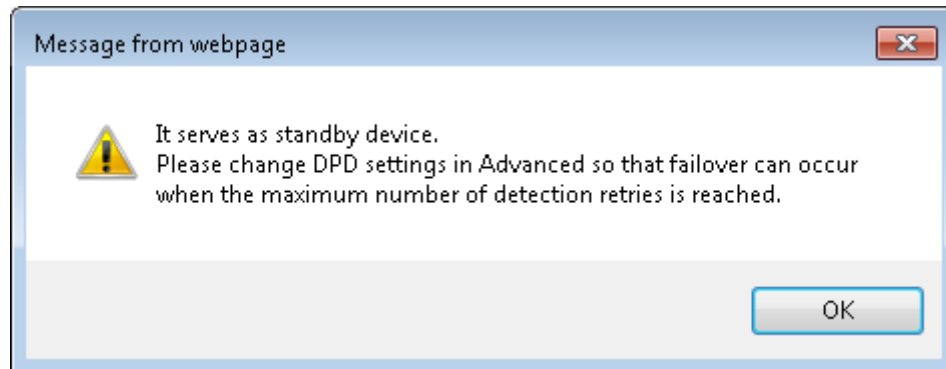 Message from webpage
It serves as standby device.
Please change DPD settings in Advanced so that failover can occur
when the maximum number of detection retries is reached.
OK